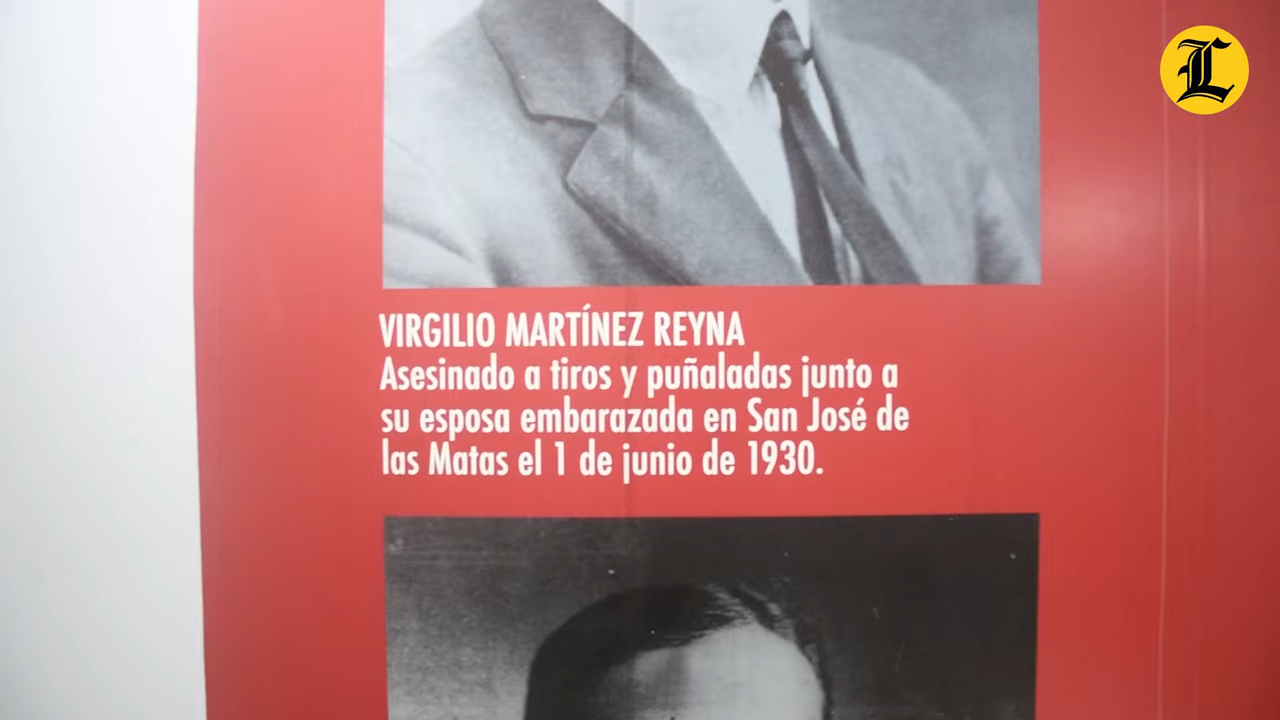 L
VIRGILIO MARTÍNEZ REYNA
Asesinado a tiros y puñaladas junto a
su esposa embarazada en San José de
las Matas el 1 de junio de 1930.